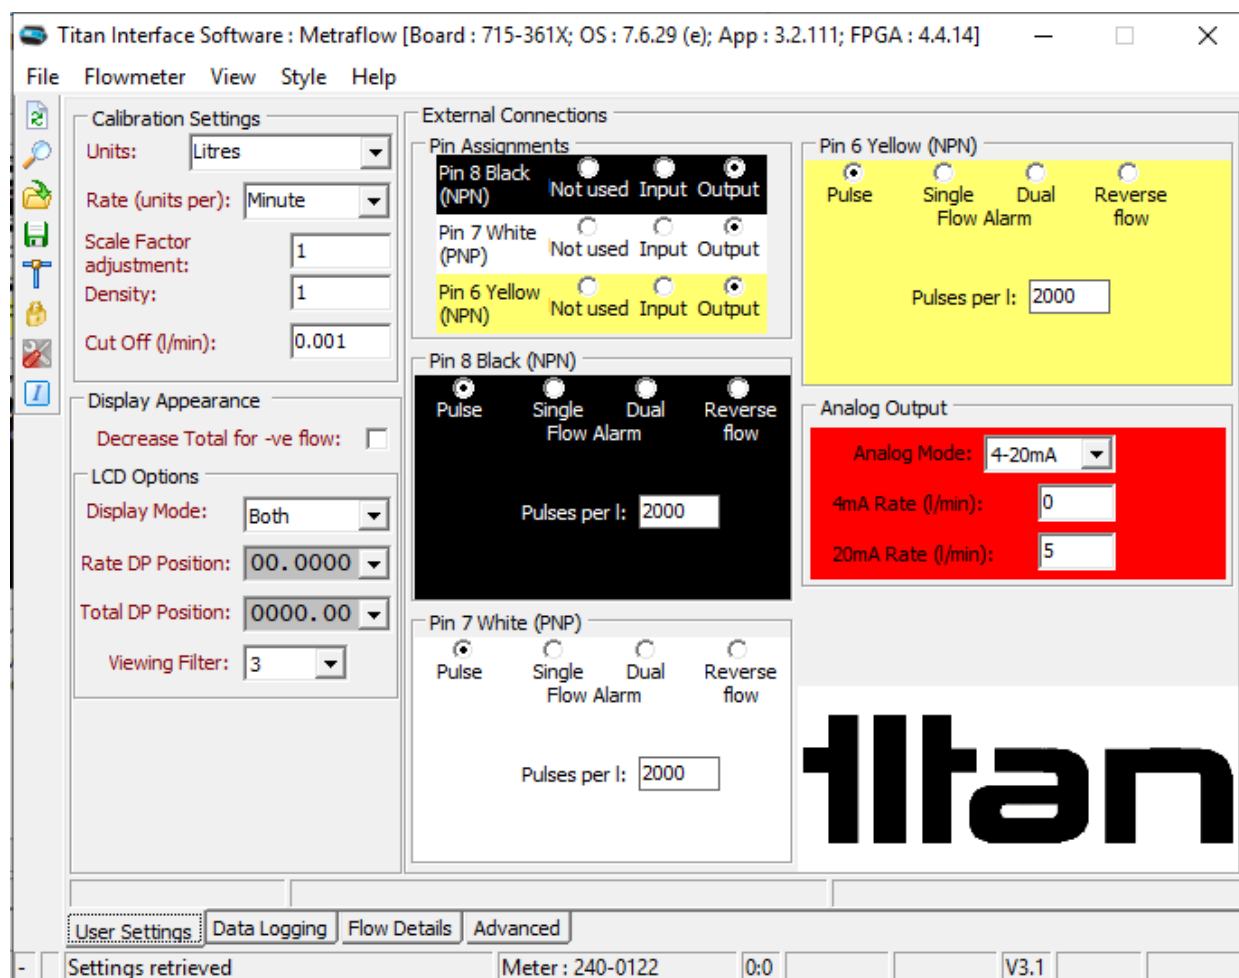 Titan Interface Software : Metraflow [Board : 715-361X; OS : 7.6.29 (e); App : 3.2.111; FPGA : 4.4.14]
File Flowmeter View Style Help
Calibration Settings
Units: Litres
Rate (units per): Minute
Scale Factor
adjustment: 1
Density: 1
Cut Off (l/min): 0.001
Display Appearance
Decrease Total for -ve flow:
LCD Options
Display Mode: Both
Rate DP Position: 00.0000
Total DP Position: 0000.00
Viewing Filter: 3
External Connections
Pin Assignments
Pin 8 Black
(NPN) Not used Input Output
Pin 7 White
(PNP) Not used Input Output
Pin 6 Yellow
(NPN) Not used Input Output
Pin 8 Black (NPN)
Pulse Single Dual Reverse
Flow Alarm flow
Pulses per l: 2000
Pin 7 White (PNP)
Pulse Single Dual Reverse
Flow Alarm flow
Pulses per l: 2000
Pin 6 Yellow (NPN)
Pulse Single Dual Reverse
Flow Alarm flow
Pulses per l: 2000
Analog Output
Analog Mode: 4-20mA
4mA Rate (l/min): 0
20mA Rate (l/min): 5
titan
User Settings Data Logging Flow Details Advanced
- Settings retrieved Meter : 240-0122 0:0 V3.1